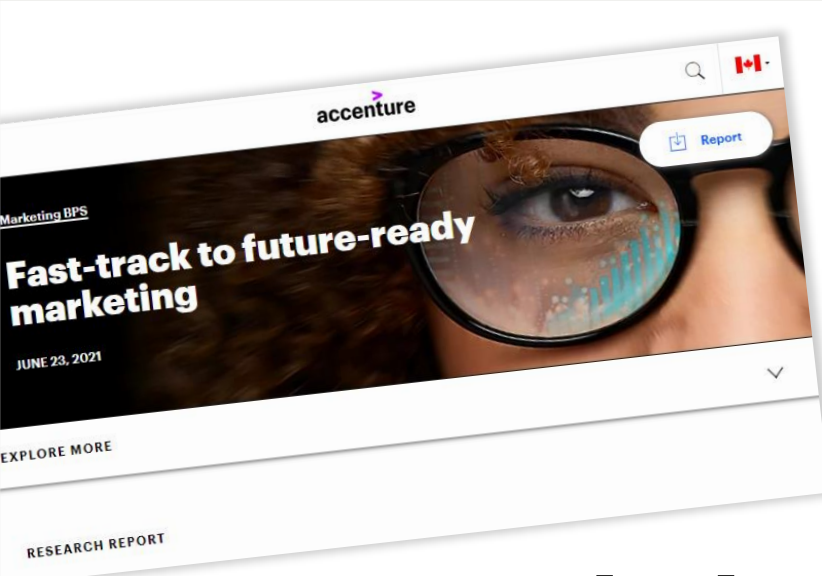 accenture
Report
Marketing BPS
Fast-track to future-ready
marketing
JUNE 23, 2021
EXPLORE MORE
RESEARCH REPORT